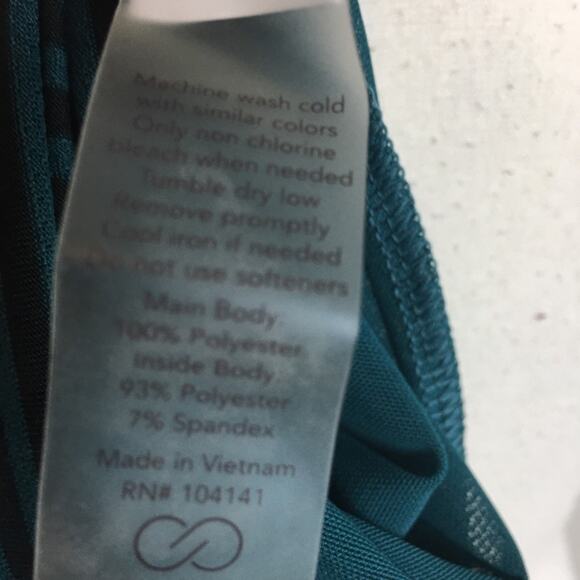 Machine wash cold
with similar colors
Only non chlorine
bleach when needed
Tumble dry low
Remove promptly
Cool iron if needed
Do not use softeners
Main Body
100% Polyester
Inside Body
93% Polyester
7% Spandex
Made in Vietnam
RN# 104141